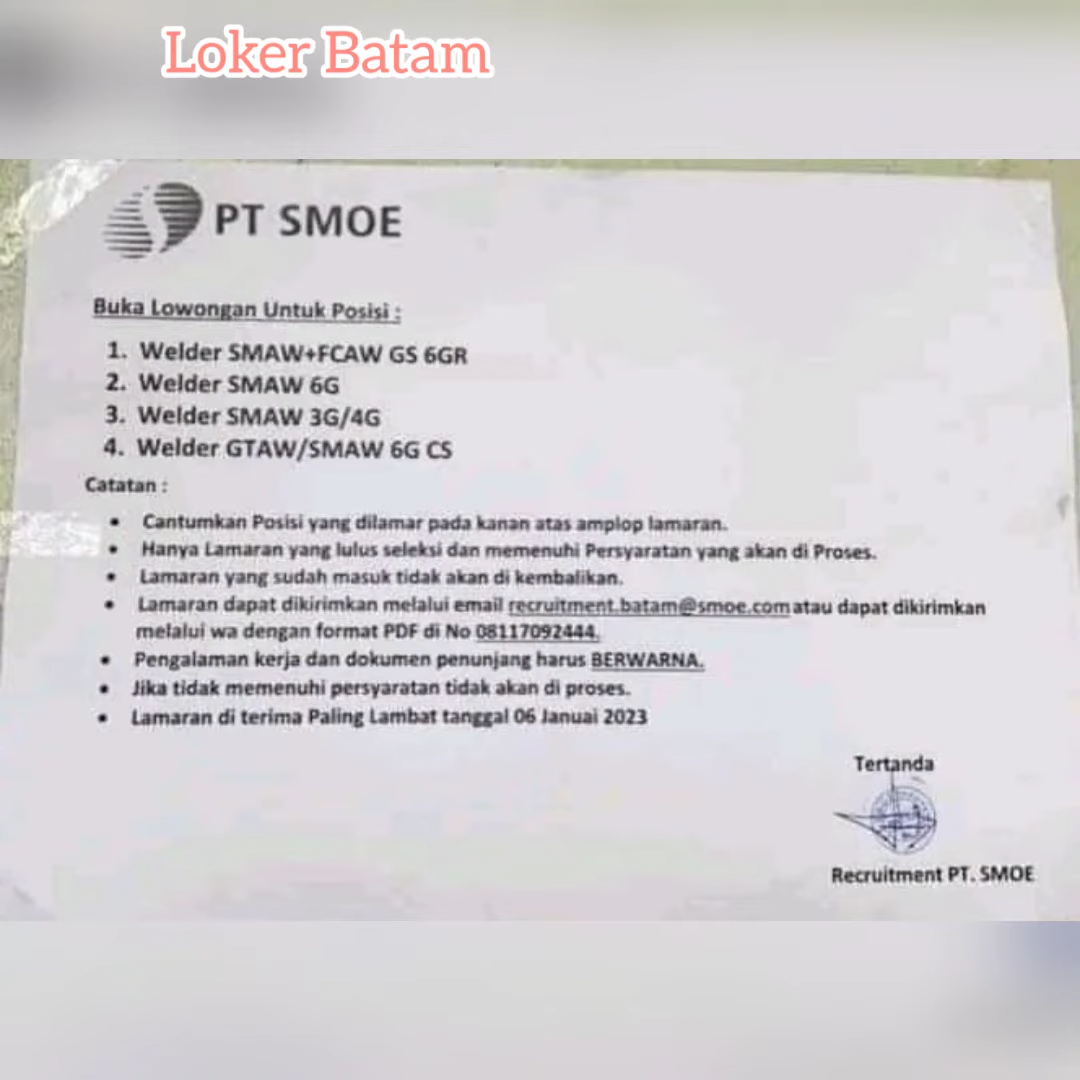 Loker Batam
PT SMOE
Buka Lowongan Untuk Posisi :
1. Welder SMAW+FCAW GS 6GR
2. Welder SMAW 6G
3. Welder SMAW 3G/4G
4. Welder GTAW/SMAW 6G CS
Catatan :
• Cantumkan Posisi yang dilamar pada kanan atas amplop lamaran.
• Hanya Lamaran yang lulus seleksi dan memenuhi Persyaratan yang akan di Proses.
• Lamaran yang sudah masuk tidak akan di kembalikan.
• Lamaran dapat dikirimkan melalui email recruitment.batam@smoe.com atau dapat dikirimkan
melalui wa dengan format PDF di No 08117092444.
• Pengalaman kerja dan dokumen penunjang harus BERWARNA.
• Jika tidak memenuhi persyaratan tidak akan di proses.
• Lamaran di terima Paling Lambat tanggal 06 Januai 2023
Tertanda
Recruitment PT. SMOE